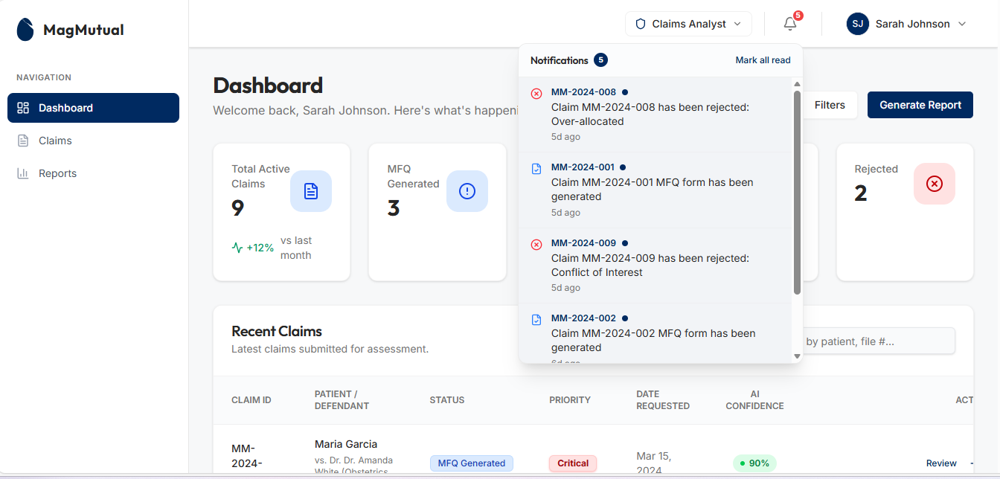 MagMutual
Claims Analyst
5
SJ
Sarah Johnson
NAVIGATION
Dashboard
Claims
Reports
Notifications 5
Mark all read
MM-2024-008
Claim MM-2024-008 has been rejected:
Over-allocated
5d ago
MM-2024-001
Claim MM-2024-001 MFQ form has been
generated
5d ago
MM-2024-009
Claim MM-2024-009 has been rejected:
Conflict of Interest
5d ago
MM-2024-002
Claim MM-2024-002 MFQ form has been
generated
6d ago
Dashboard
Welcome back, Sarah Johnson. Here's what's happeni
Filters
Generate Report
Total Active
Claims
9
+12%
vs last
month
MFQ
Generated
3
Rejected
2
Recent Claims
Latest claims submitted for assessment.
by patient, file #...
CLAIM ID
PATIENT /
DEFENDANT
STATUS
PRIORITY
DATE
REQUESTED
AI
CONFIDENCE
ACT
MM-
2024-
Maria Garcia
vs. Dr. Dr. Amanda
White (Obstetrics
MFQ Generated
Critical
Mar 15,
2024
90%
Review